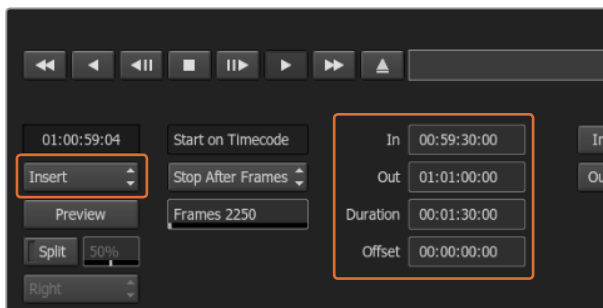 01:00:59:04
Start on Timecode
In 00:59:30:00
Insert
Stop After Frames
Out 01:01:00:00
Preview
Frames 2250
Duration 00:01:30:00
Split 50%
Offset 00:00:00:00
Right